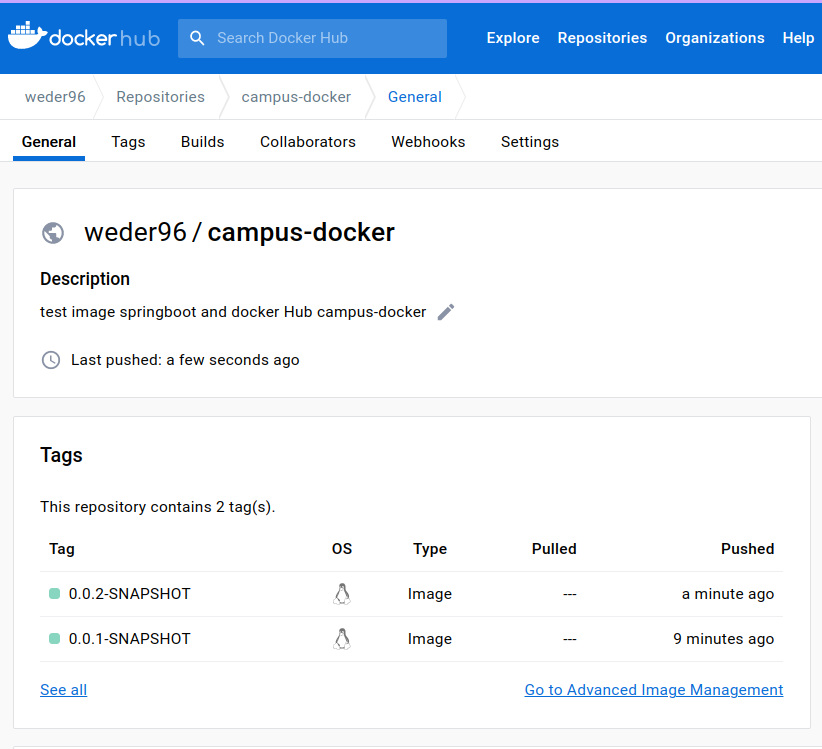 docker hub Search Docker Hub Explore Repositories Organizations Help
weder96 Repositories campus-docker General
General Tags Builds Collaborators Webhooks Settings
weder96 / campus-docker
Description
test image springboot and docker Hub campus-docker
Last pushed: a few seconds ago
Tags
This repository contains 2 tag(s).
Tag OS Type Pulled Pushed
0.0.2-SNAPSHOT Image --- a minute ago
0.0.1-SNAPSHOT Image --- 9 minutes ago
See all Go to Advanced Image Management